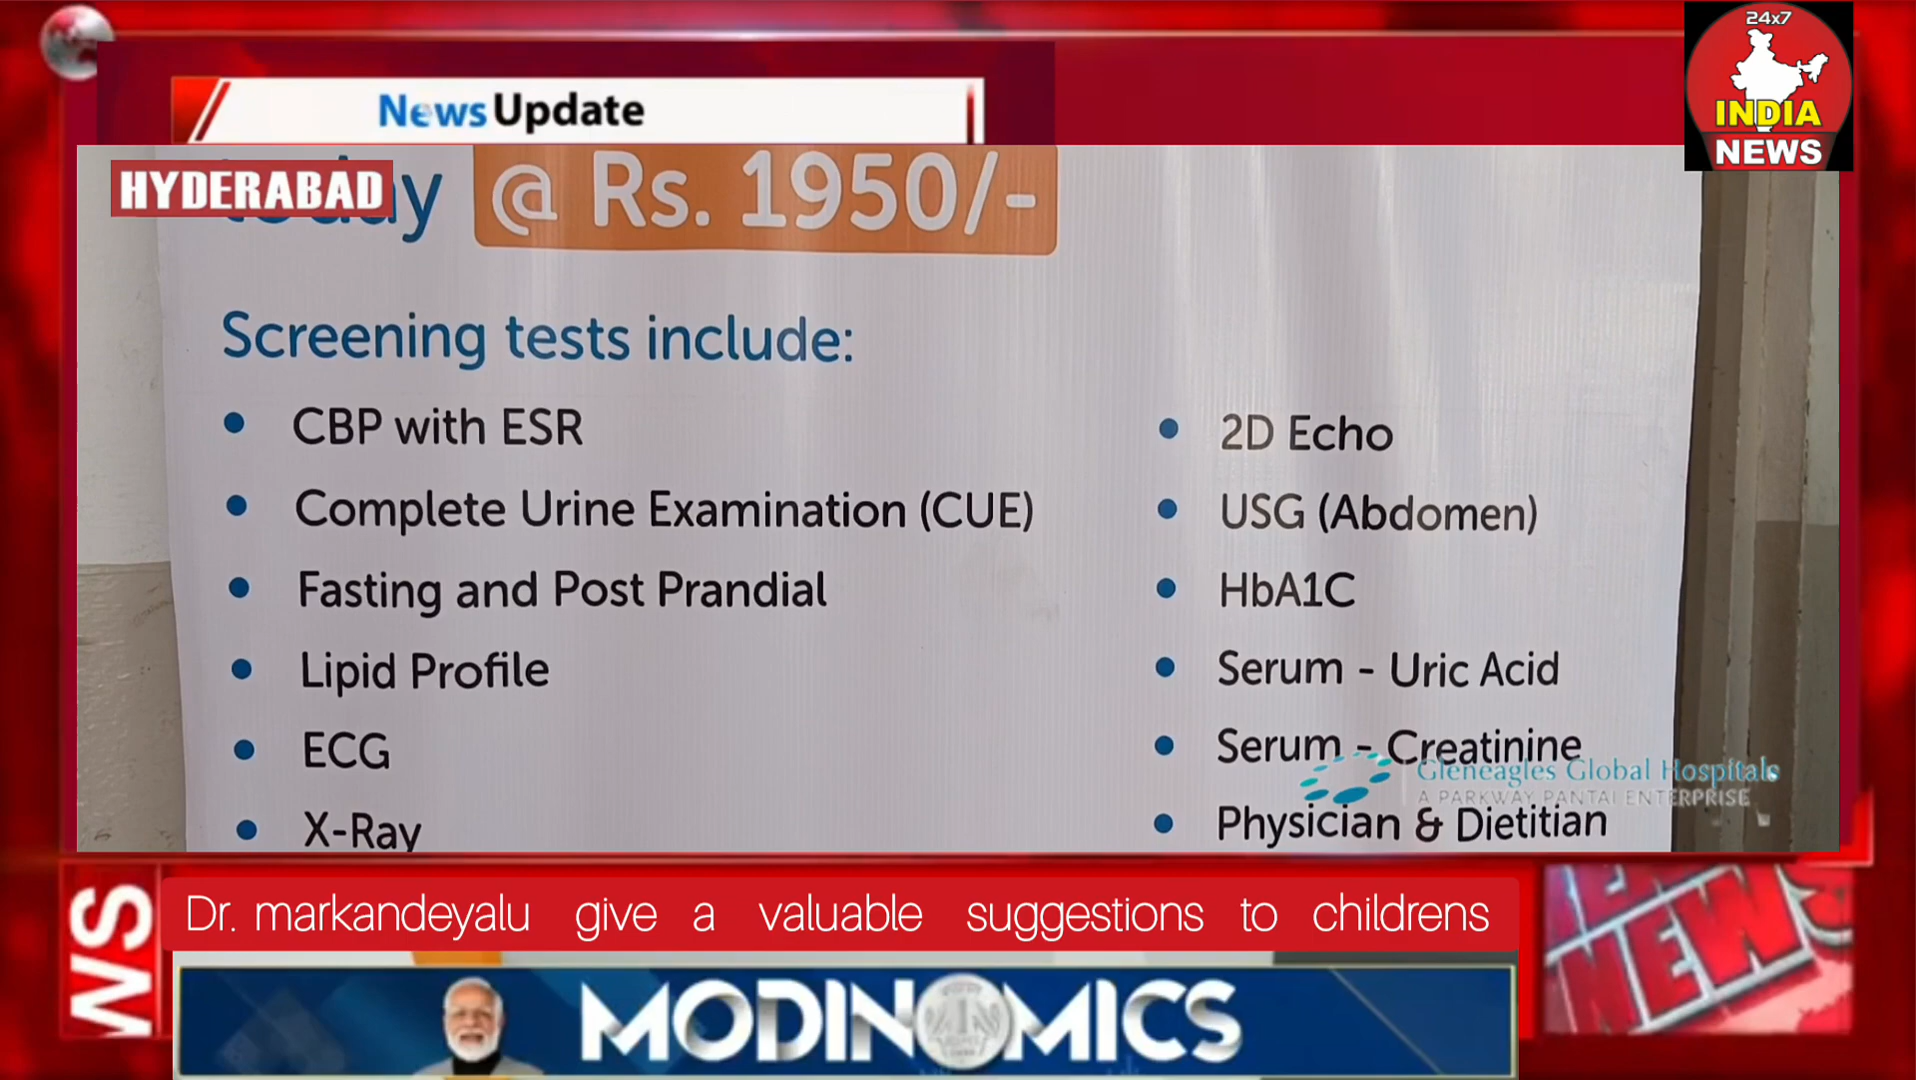 24x7
INDIA
NEWS
News Update
HYDERABAD
today @ Rs. 1950/-
Screening tests include:
• CBP with ESR
• Complete Urine Examination (CUE)
• Fasting and Post Prandial
• Lipid Profile
• ECG
• X-Ray
• 2D Echo
• USG (Abdomen)
• HbA1C
• Serum - Uric Acid
• Serum - Creatinine
• Physician & Dietitian
Gleneagles Global Hospitals
A PARKWAY PANTAI ENTERPRISE
Dr. markandeyalu give a valuable suggestions to childrens
MODINOMICS
WS
NEWS